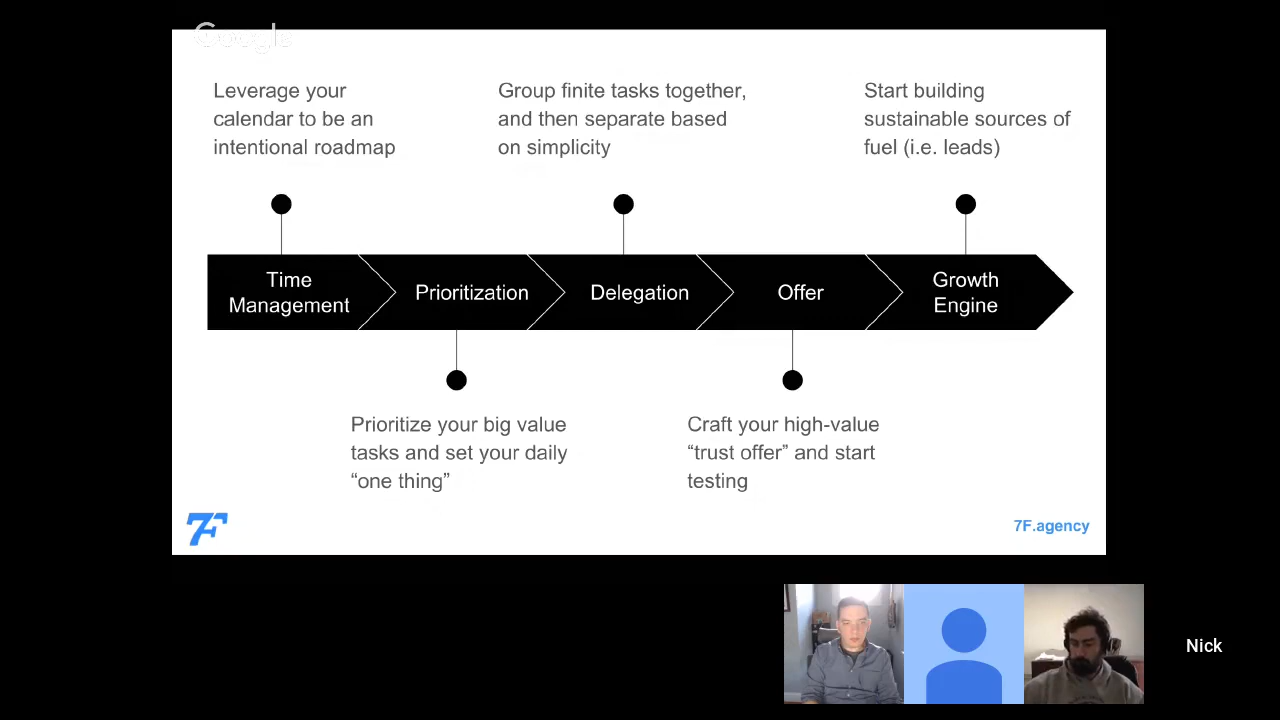 Google
Leverage your
calendar to be an
intentional roadmap
Group finite tasks together,
and then separate based
on simplicity
Start building
sustainable sources of
fuel (i.e. leads)
Time
Management
Prioritization
Delegation
Offer
Growth
Engine
Prioritize your big value
tasks and set your daily
“one thing”
Craft your high-value
“trust offer” and start
testing
7F
7F.agency
Nick